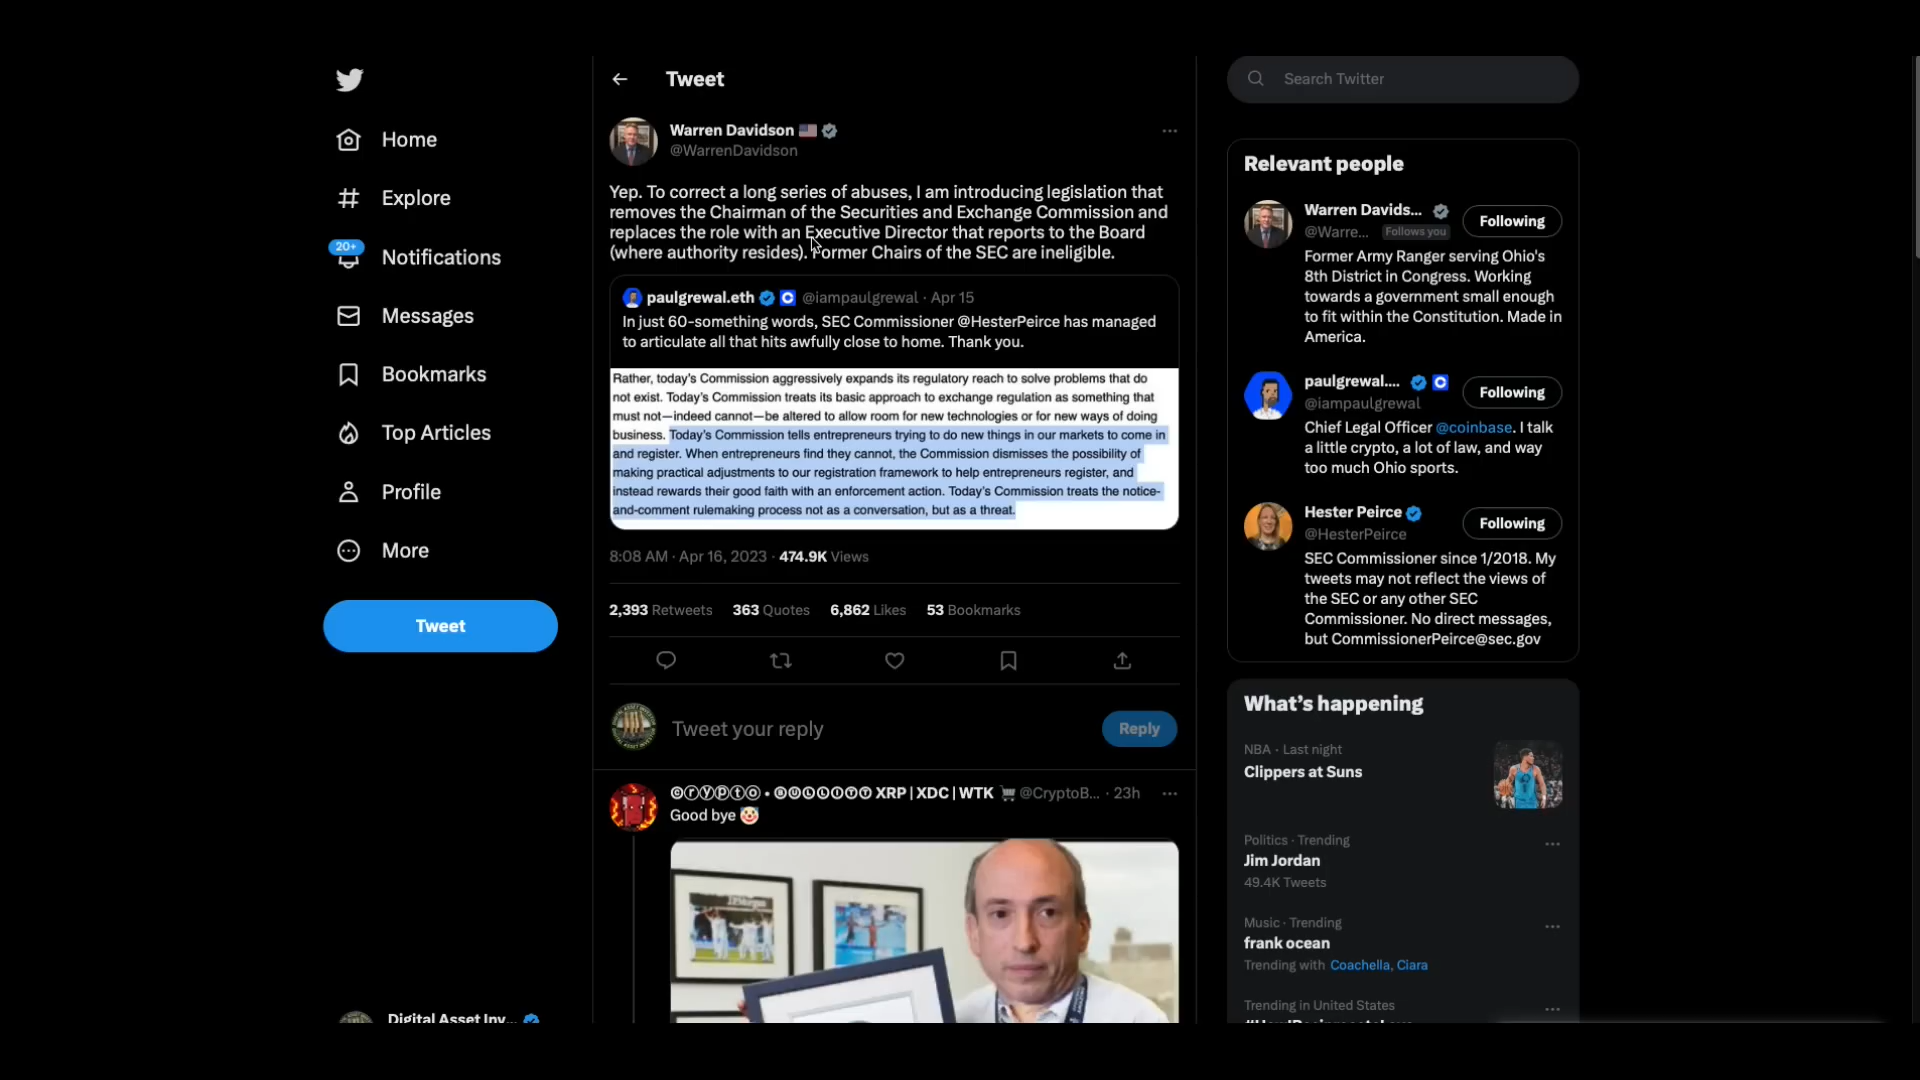 Home
Explore
20+
Notifications
Messages
Bookmarks
Top Articles
Profile
More
Tweet
Digital Asset Inv...
Tweet
Warren Davidson
@WarrenDavidson
Yep. To correct a long series of abuses, I am introducing legislation that
removes the Chairman of the Securities and Exchange Commission and
replaces the role with an Executive Director that reports to the Board
(where authority resides). Former Chairs of the SEC are ineligible.
paulgrewal.eth @iampaulgrewal · Apr 15
In just 60-something words, SEC Commissioner @HesterPeirce has managed
to articulate all that hits awfully close to home. Thank you.
Rather, today's Commission aggressively expands its regulatory reach to solve problems that do
not exist. Today's Commission treats its basic approach to exchange regulation as something that
must not—indeed cannot—be altered to allow room for new technologies or for new ways of doing
business. Today's Commission tells entrepreneurs trying to do new things in our markets to come in
and register. When entrepreneurs find they cannot, the Commission dismisses the possibility of
making practical adjustments to our registration framework to help entrepreneurs register, and
instead rewards their good faith with an enforcement action. Today's Commission treats the notice-
and-comment rulemaking process not as a conversation, but as a threat.
8:08 AM · Apr 16, 2023 · 474.9K Views
2,393 Retweets 363 Quotes 6,862 Likes 53 Bookmarks
Tweet your reply
Reply
ⓒⓡⓨⓟⓣⓞ • ⓑⓤⓛⓛⓘⓣⓣ XRP | XDC | WTK 🛒 @CryptoB... · 23h
Good bye 🤡
Search Twitter
Relevant people
Warren Davids...
@Warre... Follows you
Following
Former Army Ranger serving Ohio's
8th District in Congress. Working
towards a government small enough
to fit within the Constitution. Made in
America.
paulgrewal....
@iampaulgrewal
Following
Chief Legal Officer @coinbase. I talk
a little crypto, a lot of law, and way
too much Ohio sports.
Hester Peirce
@HesterPeirce
Following
SEC Commissioner since 1/2018. My
tweets may not reflect the views of
the SEC or any other SEC
Commissioner. No direct messages,
but CommissionerPeirce@sec.gov
What's happening
NBA · Last night
Clippers at Suns
Politics · Trending
Jim Jordan
49.4K Tweets
Music · Trending
frank ocean
Trending with Coachella, Ciara
Trending in United States